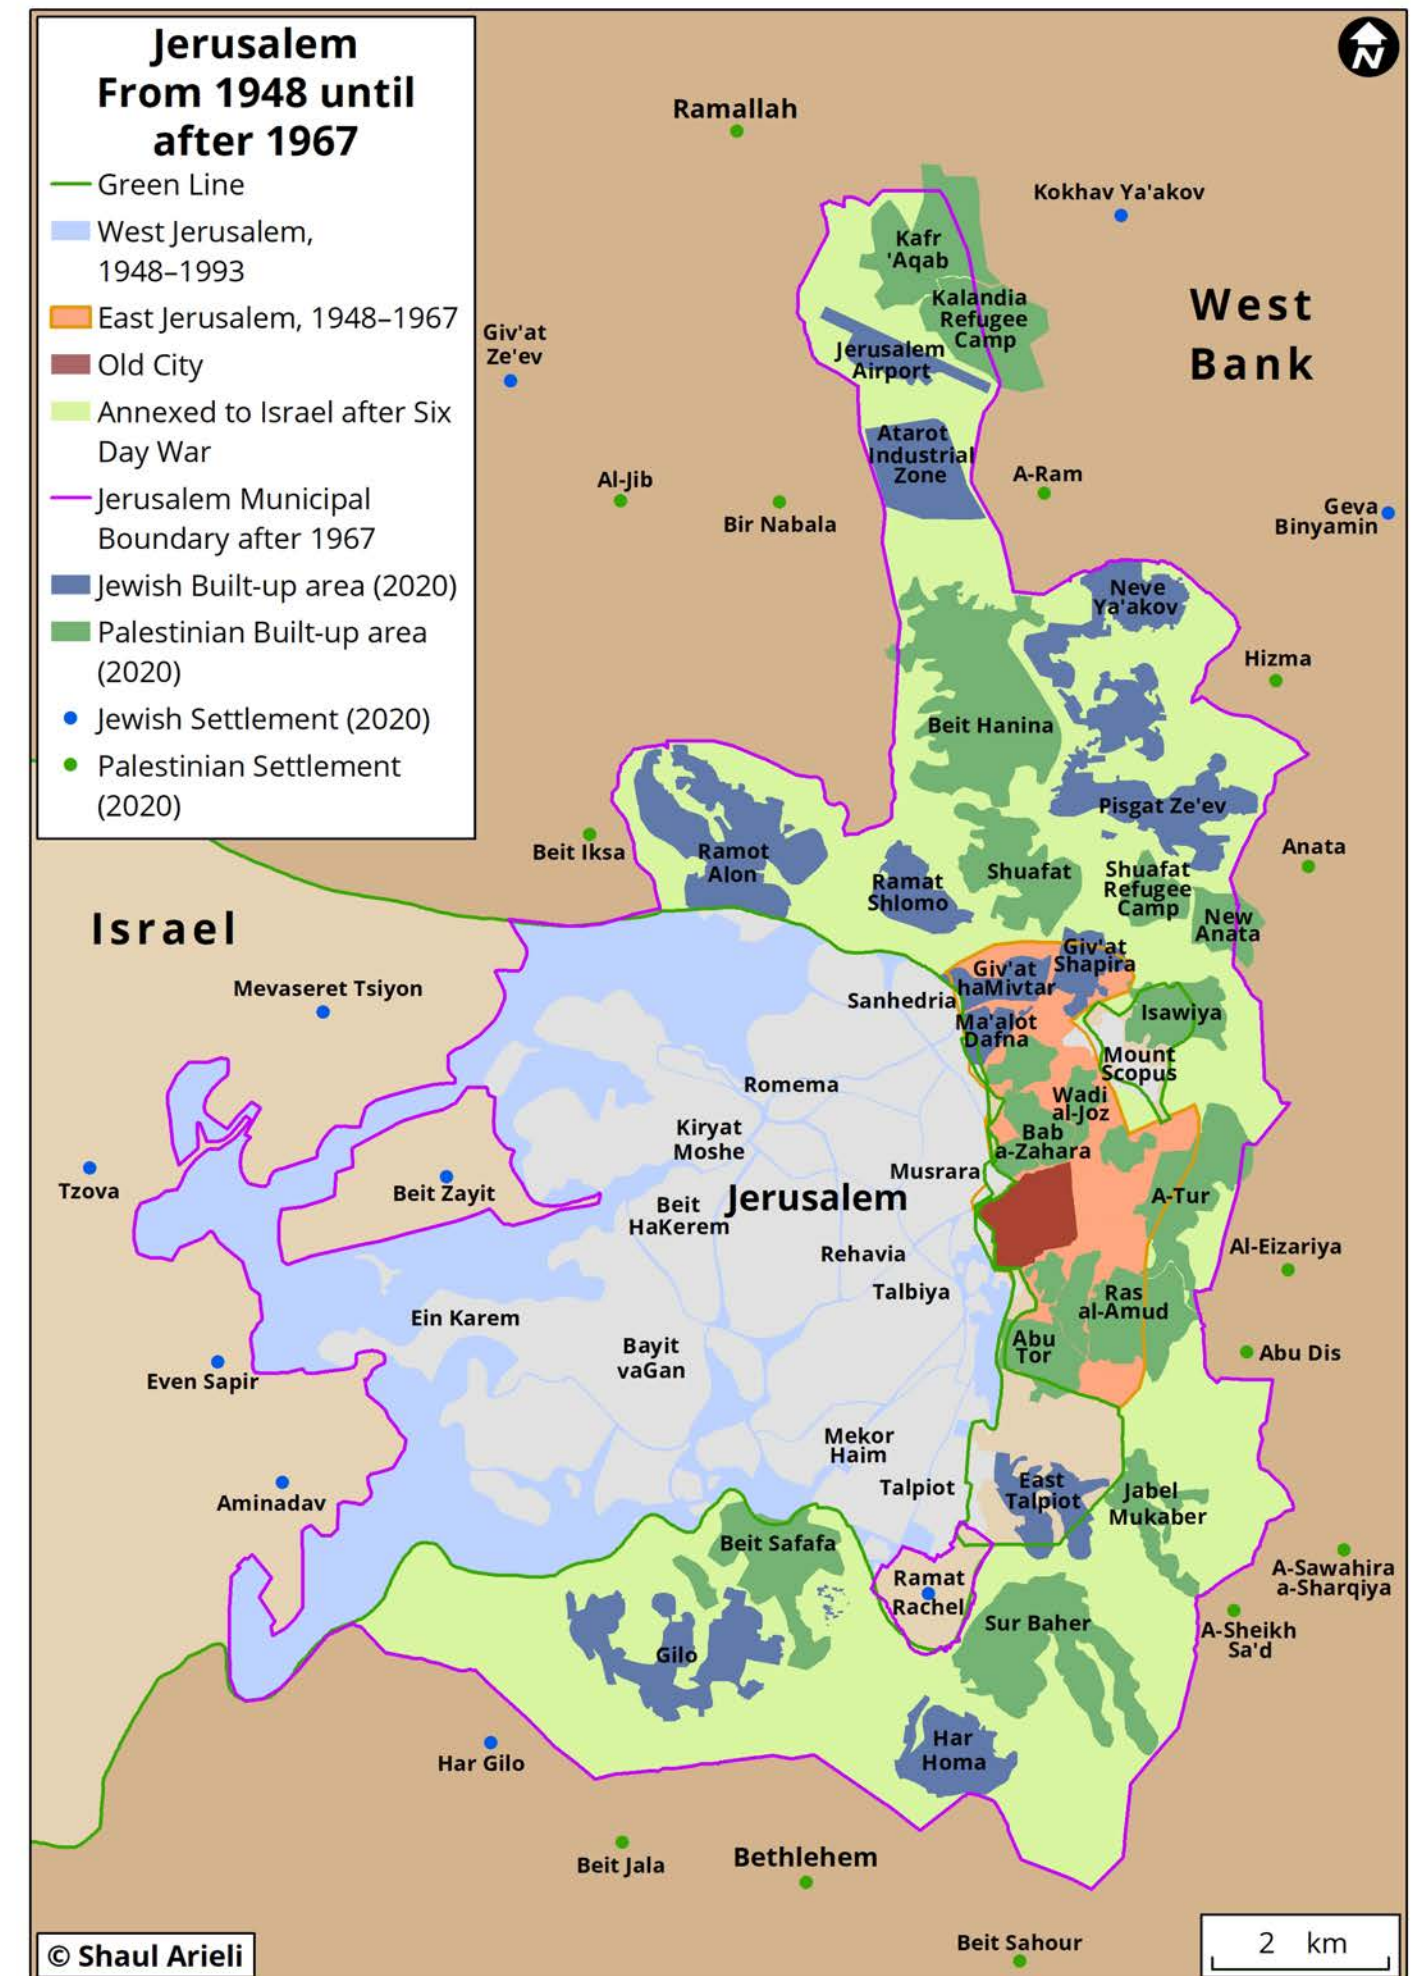 Jerusalem
From 1948 until
after 1967
Green Line
West Jerusalem,
1948–1993
East Jerusalem, 1948–1967
Old City
Annexed to Israel after Six
Day War
Jerusalem Municipal
Boundary after 1967
Jewish Built-up area (2020)
Palestinian Built-up area
(2020)
Jewish Settlement (2020)
Palestinian Settlement
(2020)
N
Ramallah
Kokhav Ya'akov
Kafr
'Aqab
West
Bank
Kalandia
Refugee
Camp
Giv'at
Ze'ev
Jerusalem
Airport
Atarot
Industrial
Zone
Al-Jib
A-Ram
Bir Nabala
Geva
Binyamin
Neve
Ya'akov
Hizma
Beit Hanina
Pisgat Ze'ev
Beit Iksa
Ramot
Alon
Ramat
Shlomo
Shuafat
Shuafat
Refugee
Camp
Anata
New
Anata
Israel
Giv'at
Shapira
Giv'at
haMivtar
Mevaseret Tsiyon
Sanhedria
Ma'alot
Dafna
Isawiya
Mount
Scopus
Romema
Wadi
al-Joz
Kiryat
Moshe
Bab
a-Zahara
Musrara
Tzova
Beit Zayit
Beit
HaKerem
Jerusalem
A-Tur
Rehavia
Al-Eizariya
Talbiya
Ras
al-Amud
Ein Karem
Bayit
vaGan
Abu
Tor
Abu Dis
Even Sapir
Mekor
Haim
Talpiot
East
Talpiot
Jabel
Mukaber
Aminadav
Beit Safafa
Ramat
Rachel
A-Sawahira
a-Sharqiya
Sur Baher
A-Sheikh
Sa'd
Gilo
Har Gilo
Har
Homa
Beit Jala
Bethlehem
Beit Sahour
© Shaul Arieli
2 km